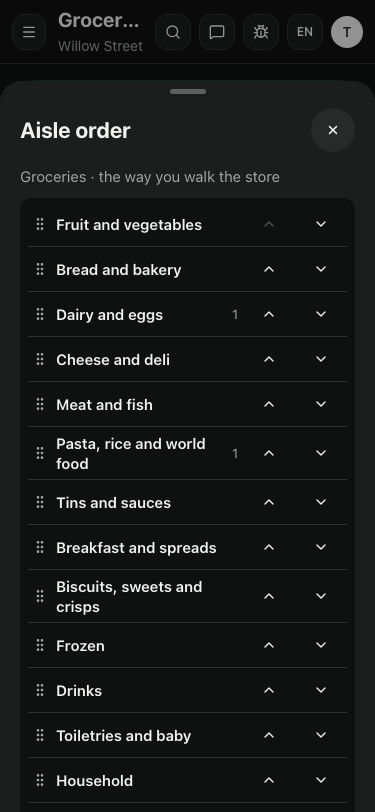 Grocer...
Willow Street
EN
T
Aisle order
Groceries · the way you walk the store
Fruit and vegetables
Bread and bakery
Dairy and eggs 1
Cheese and deli
Meat and fish
Pasta, rice and world
food 1
Tins and sauces
Breakfast and spreads
Biscuits, sweets and
crisps
Frozen
Drinks
Toiletries and baby
Household